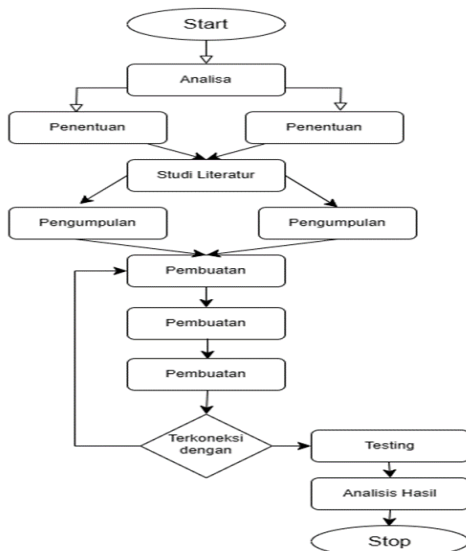 Start
Analisa
Penentuan
Penentuan
Studi Literatur
Pengumpulan
Pengumpulan
Pembuatan
Pembuatan
Pembuatan
Terkoneksi
dengan
Testing
Analisis Hasil
Stop